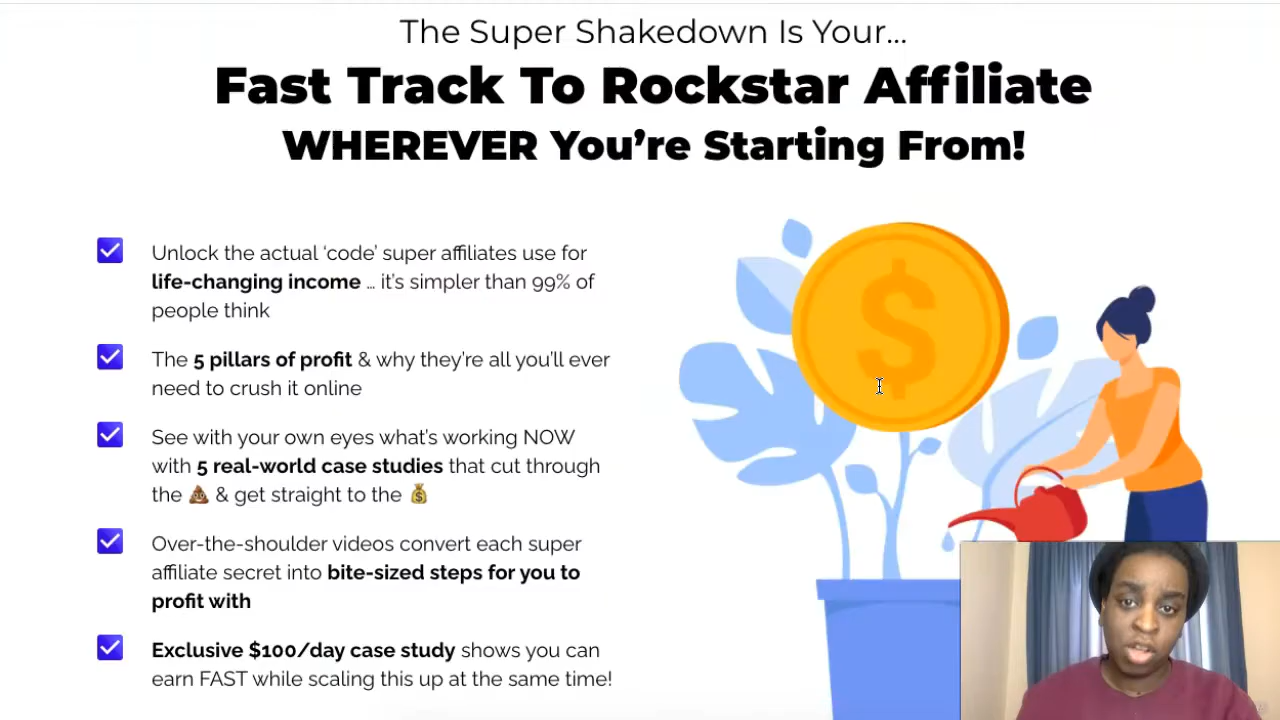 The Super Shakedown Is Your...
Fast Track To Rockstar Affiliate
WHEREVER You’re Starting From!
Unlock the actual ‘code’ super affiliates use for
life-changing income … it’s simpler than 99% of
people think
The 5 pillars of profit & why they’re all you’ll ever
need to crush it online
See with your own eyes what’s working NOW
with 5 real-world case studies that cut through
the 💩 & get straight to the 💰
Over-the-shoulder videos convert each super
affiliate secret into bite-sized steps for you to
profit with
Exclusive $100/day case study shows you can
earn FAST while scaling this up at the same time!
$